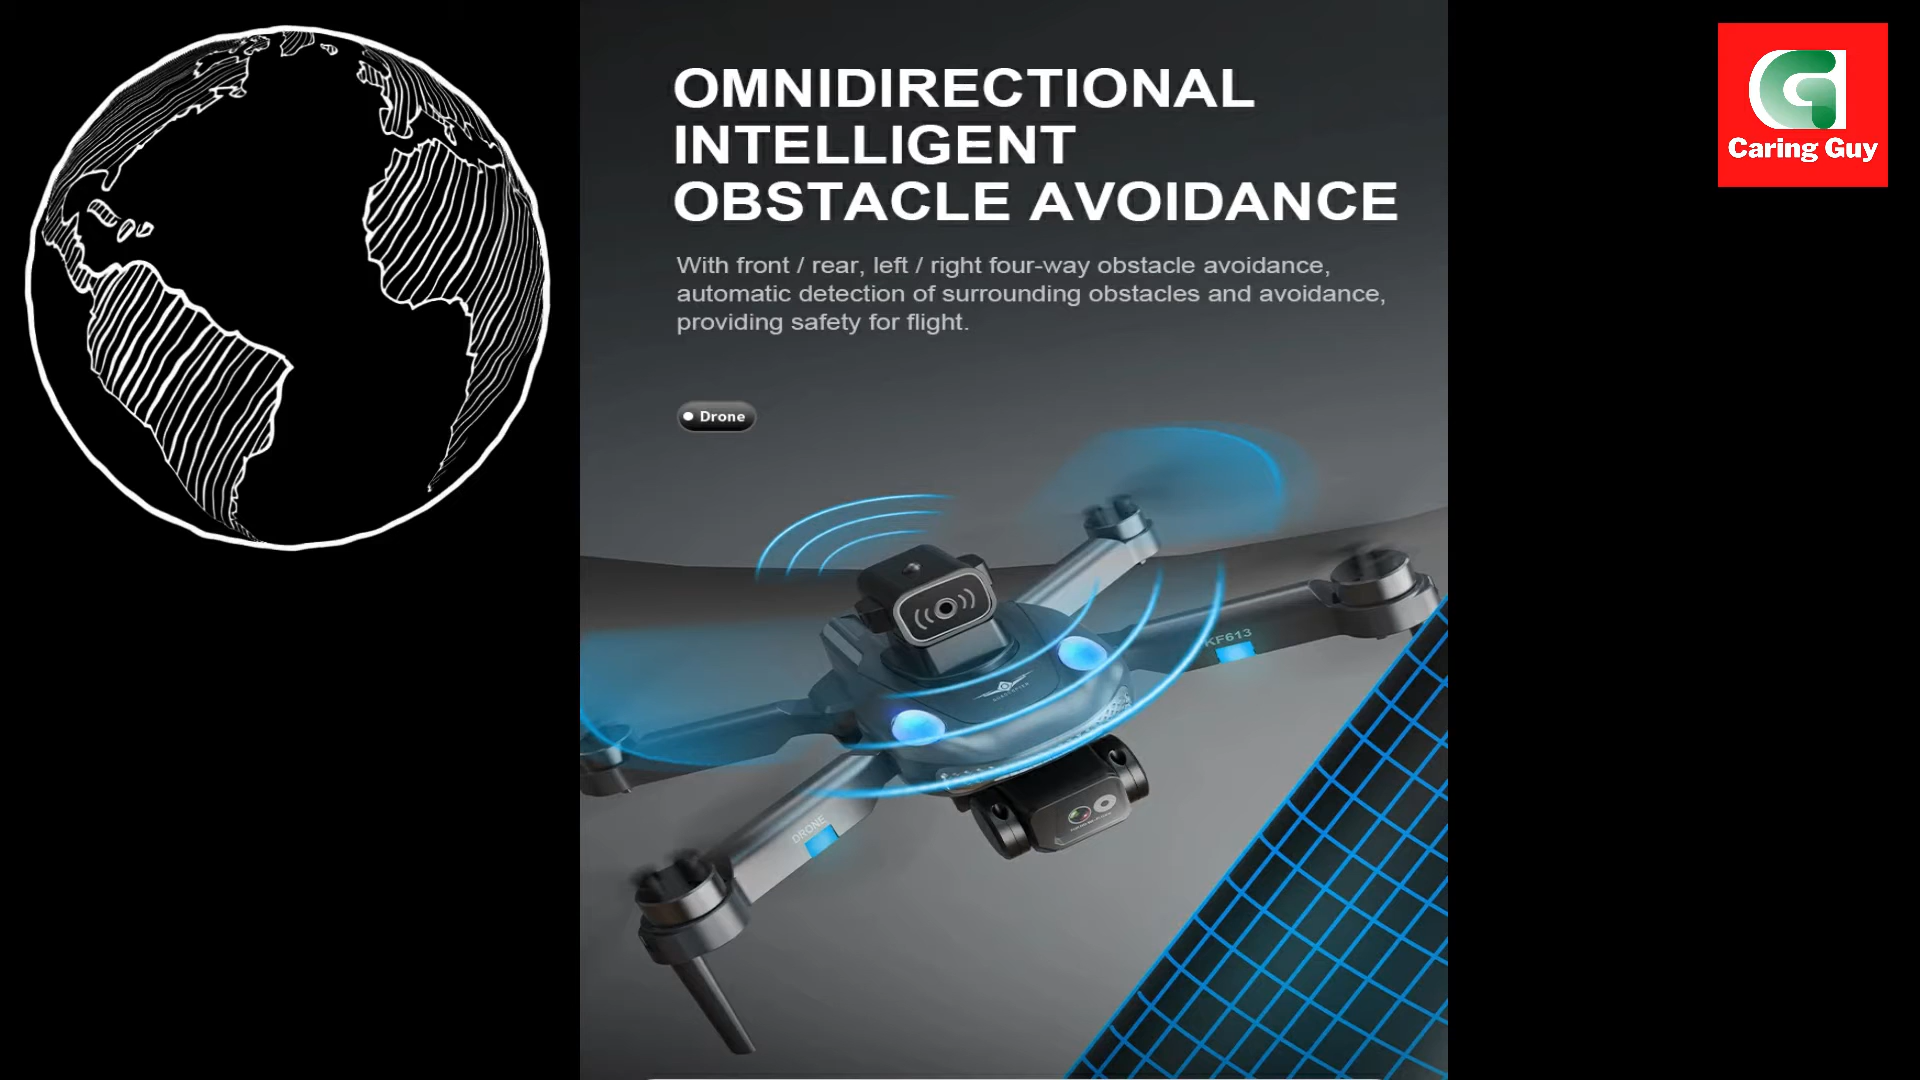 OMNIDIRECTIONAL
INTELLIGENT
OBSTACLE AVOIDANCE
With front / rear, left / right four-way obstacle avoidance,
automatic detection of surrounding obstacles and avoidance,
providing safety for flight.
Drone
Caring Guy
KF613
DRONE